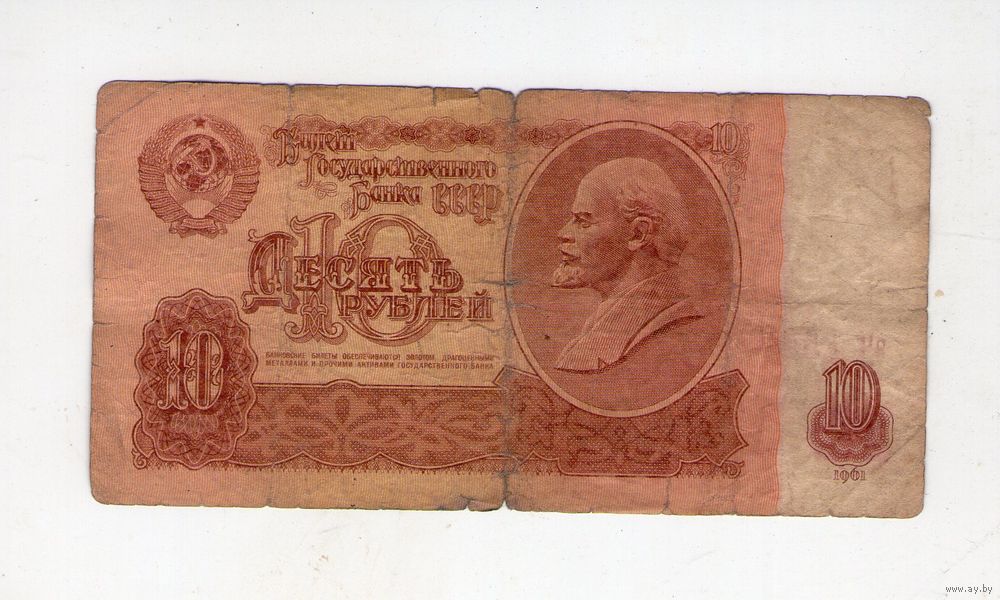 Билет
Государственного
Банка СССР
10
10
Десять
рублей
БАНКОВСКИЕ БИЛЕТЫ ОБЕСПЕЧИВАЮТСЯ ЗОЛОТОМ, ДРАГОЦЕННЫМИ
МЕТАЛЛАМИ И ПРОЧИМИ АКТИВАМИ ГОСУДАРСТВЕННОГО БАНКА
10
10
1961
www.ay.by